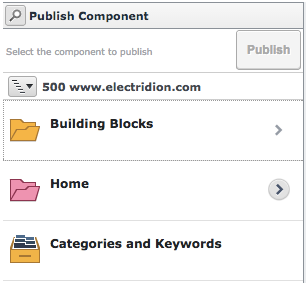 Publish Component
Select the component to publish
Publish
500 www.electridion.com
Building Blocks
Home
Categories and Keywords